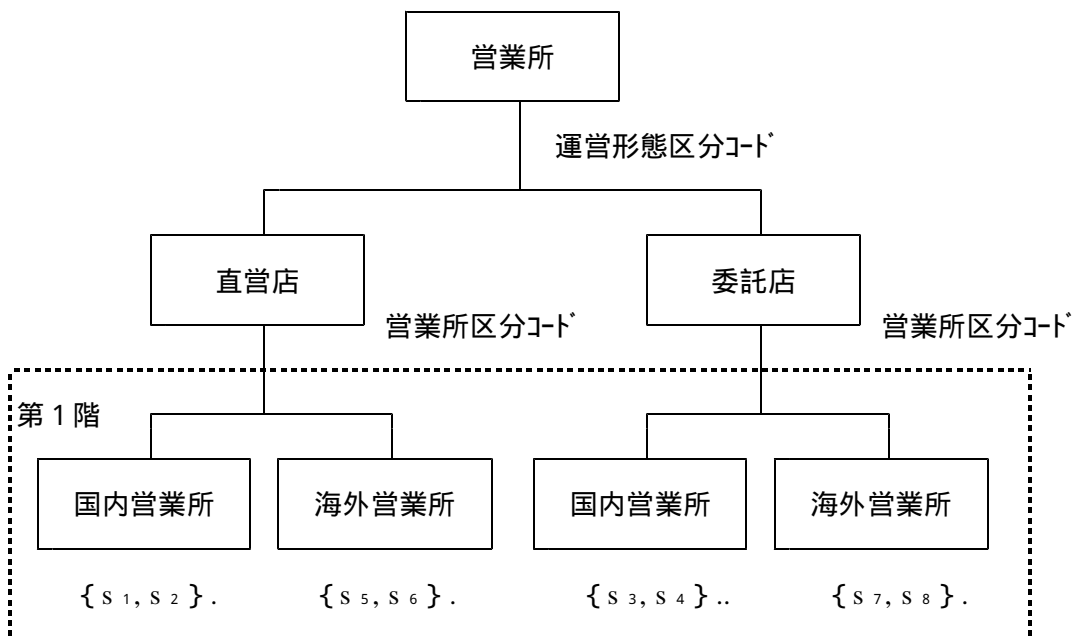 営業所
運営形態区分ｺｰﾄﾞ
直営店
委託店
営業所区分ｺｰﾄﾞ
営業所区分ｺｰﾄﾞ
第1階
国内営業所
海外営業所
国内営業所
海外営業所
{s 1, s 2}.
{s 5, s 6}.
{s 3, s 4}..
{s 7, s 8}.